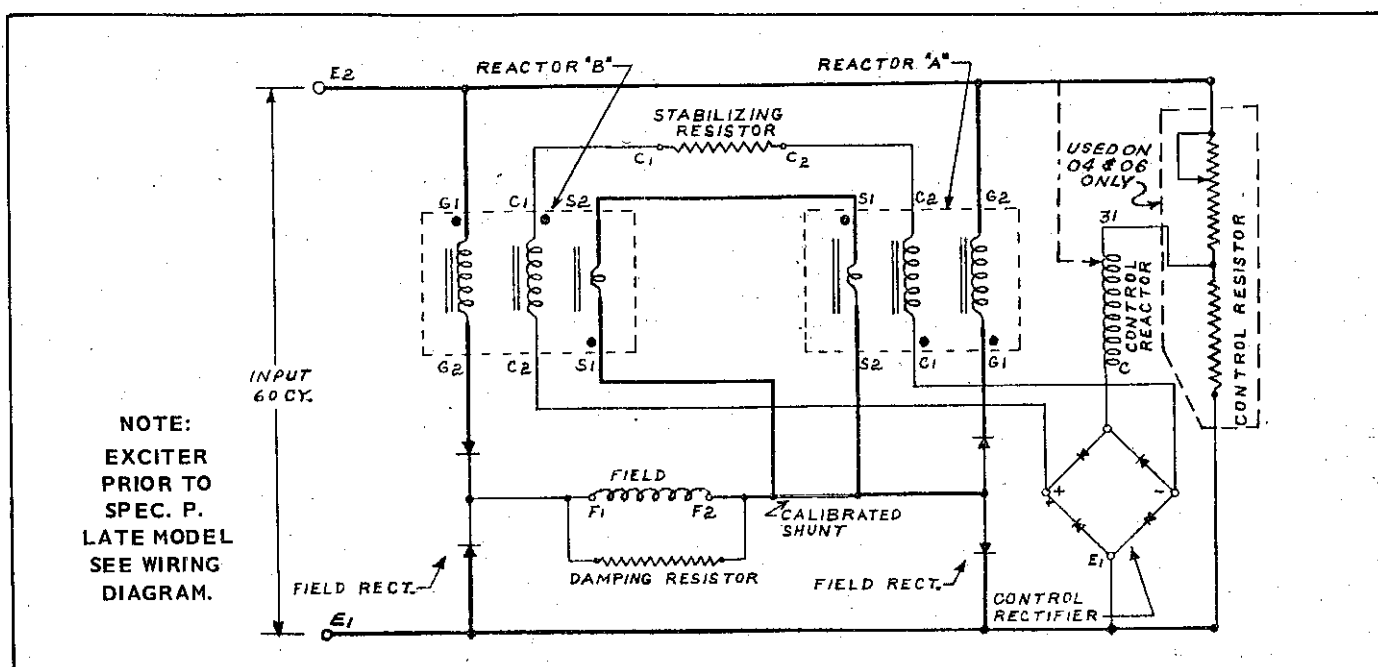 E2
REACTOR "B"
REACTOR "A"
STABILIZING
RESISTOR
C1
C2
USED ON
04 & 06
ONLY
G1
C1
S2
S1
C2
G2
31
CONTROL
REACTOR
C
CONTROL RESISTOR
G2
C2
S1
S2
C1
G1
INPUT
60 CY.
NOTE:
EXCITER
PRIOR TO
SPEC. P.
LATE MODEL
SEE WIRING
DIAGRAM.
FIELD
F1
F2
CALIBRATED
SHUNT
+
-
DAMPING RESISTOR
FIELD RECT.
FIELD RECT.
E1
CONTROL
RECTIFIER
E1